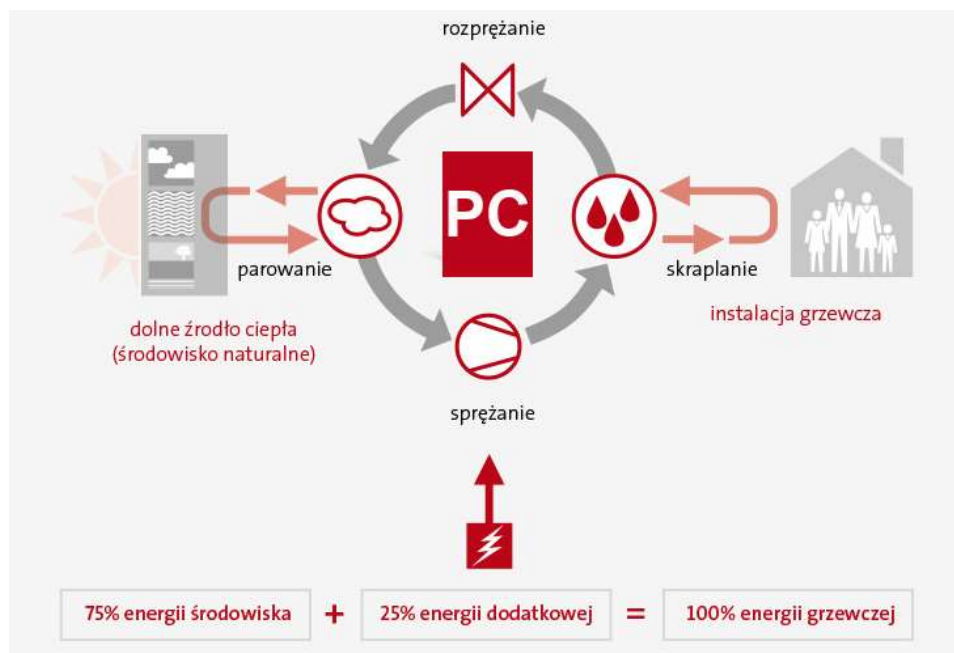 rozprężanie
PC
parowanie
skraplanie
dolne źrodło ciepła
(środowisko naturalne)
instalacja grzewcza
sprężanie
75% energii środowiska + 25% energii dodatkowej = 100% energii grzewczej